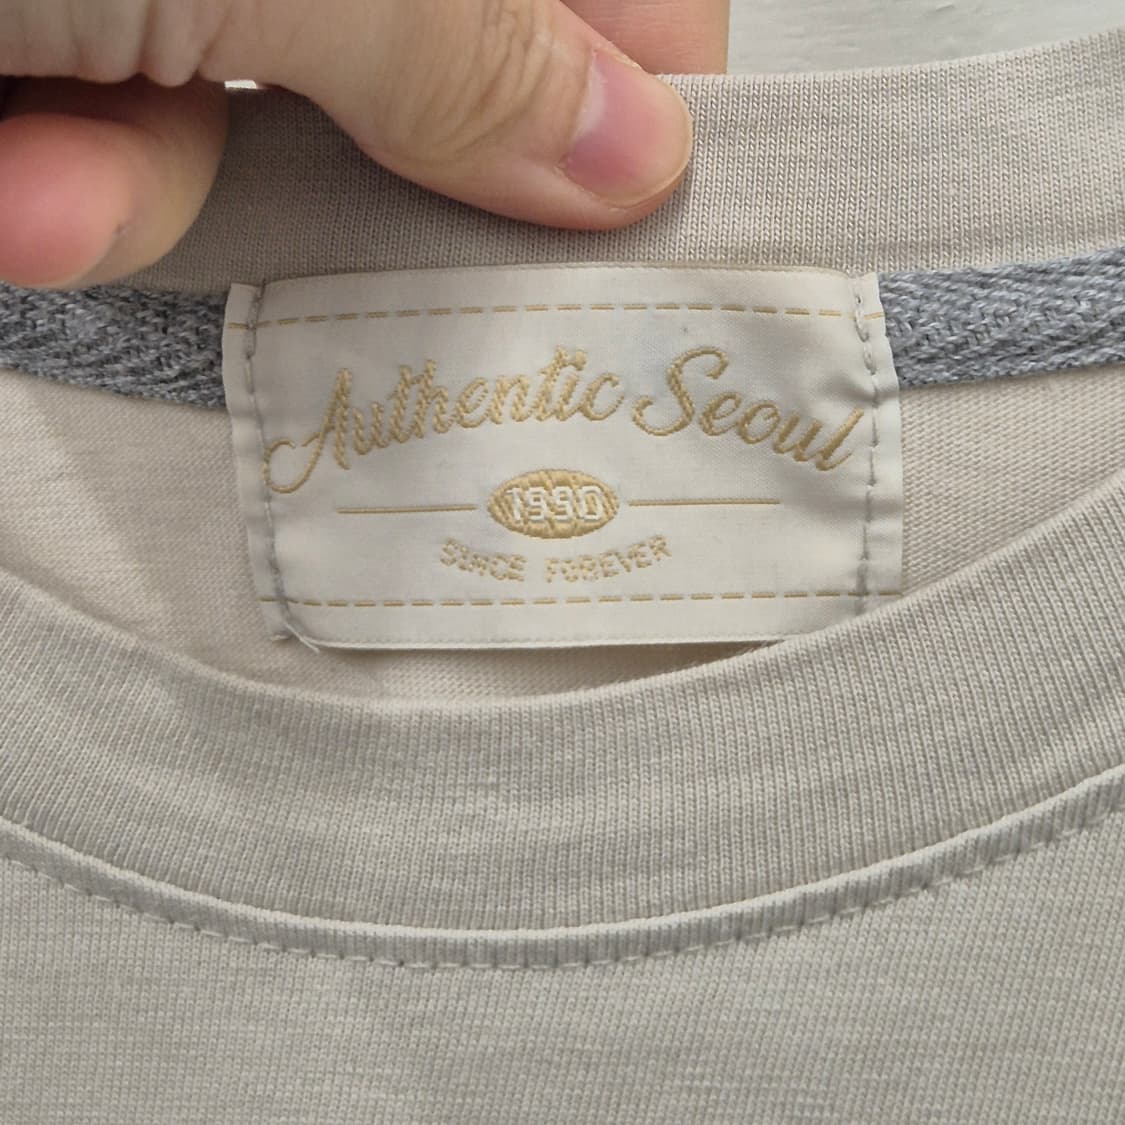 Authentic Seoul
1990
SINCE FOREVER